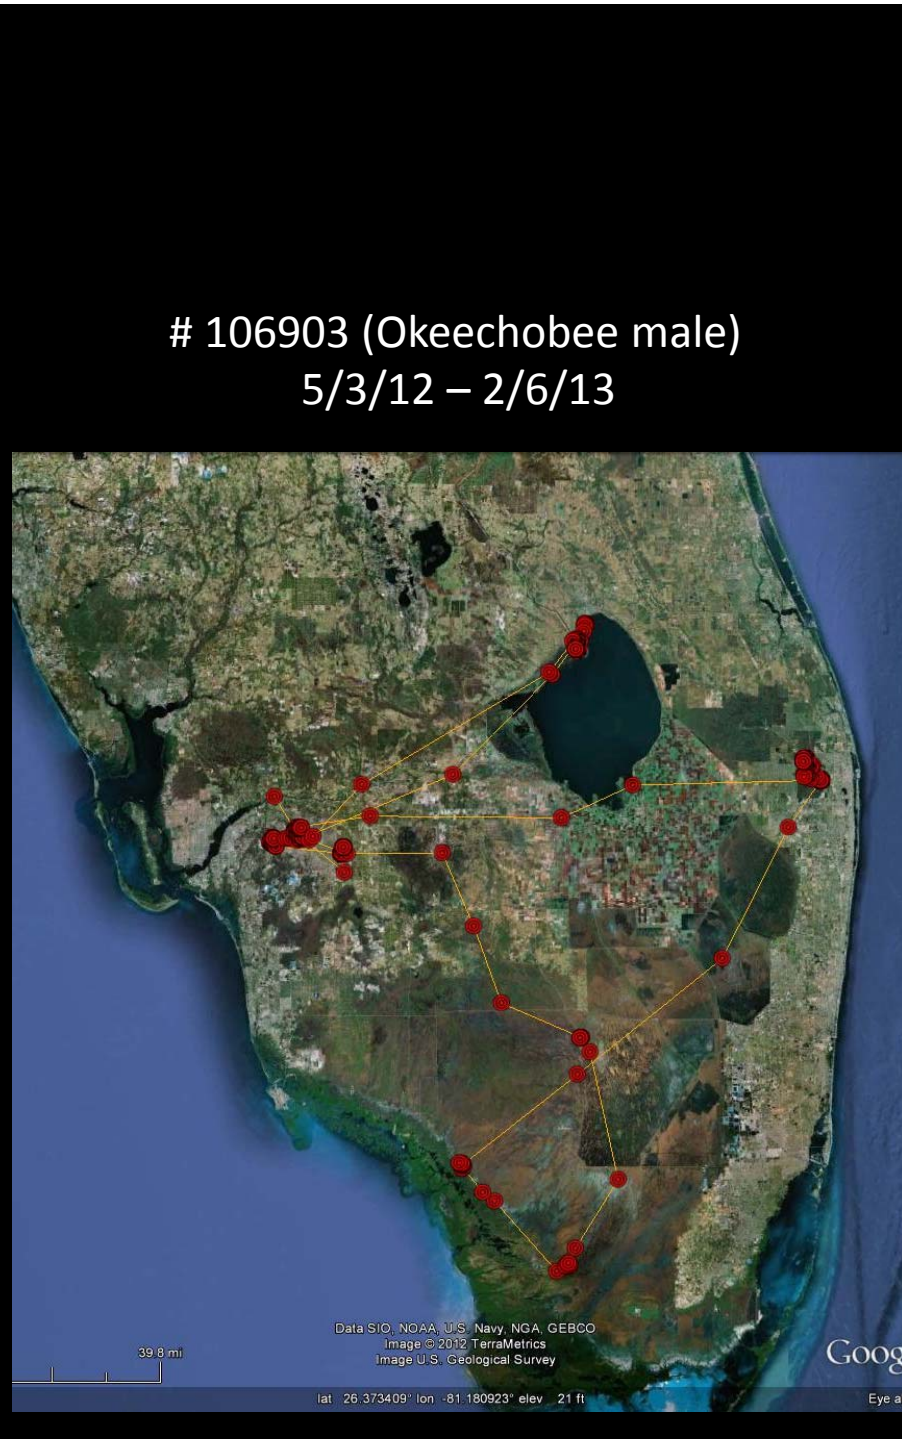 # 106903 (Okeechobee male)
5/3/12 – 2/6/13
Data SIO, NOAA, U.S. Navy, NGA, GEBCO
Image © 2012 TerraMetrics
Image U.S. Geological Survey
39.8 mi
Goog
lat 26.373409° lon -81.180923° elev 21 ft
Eye a